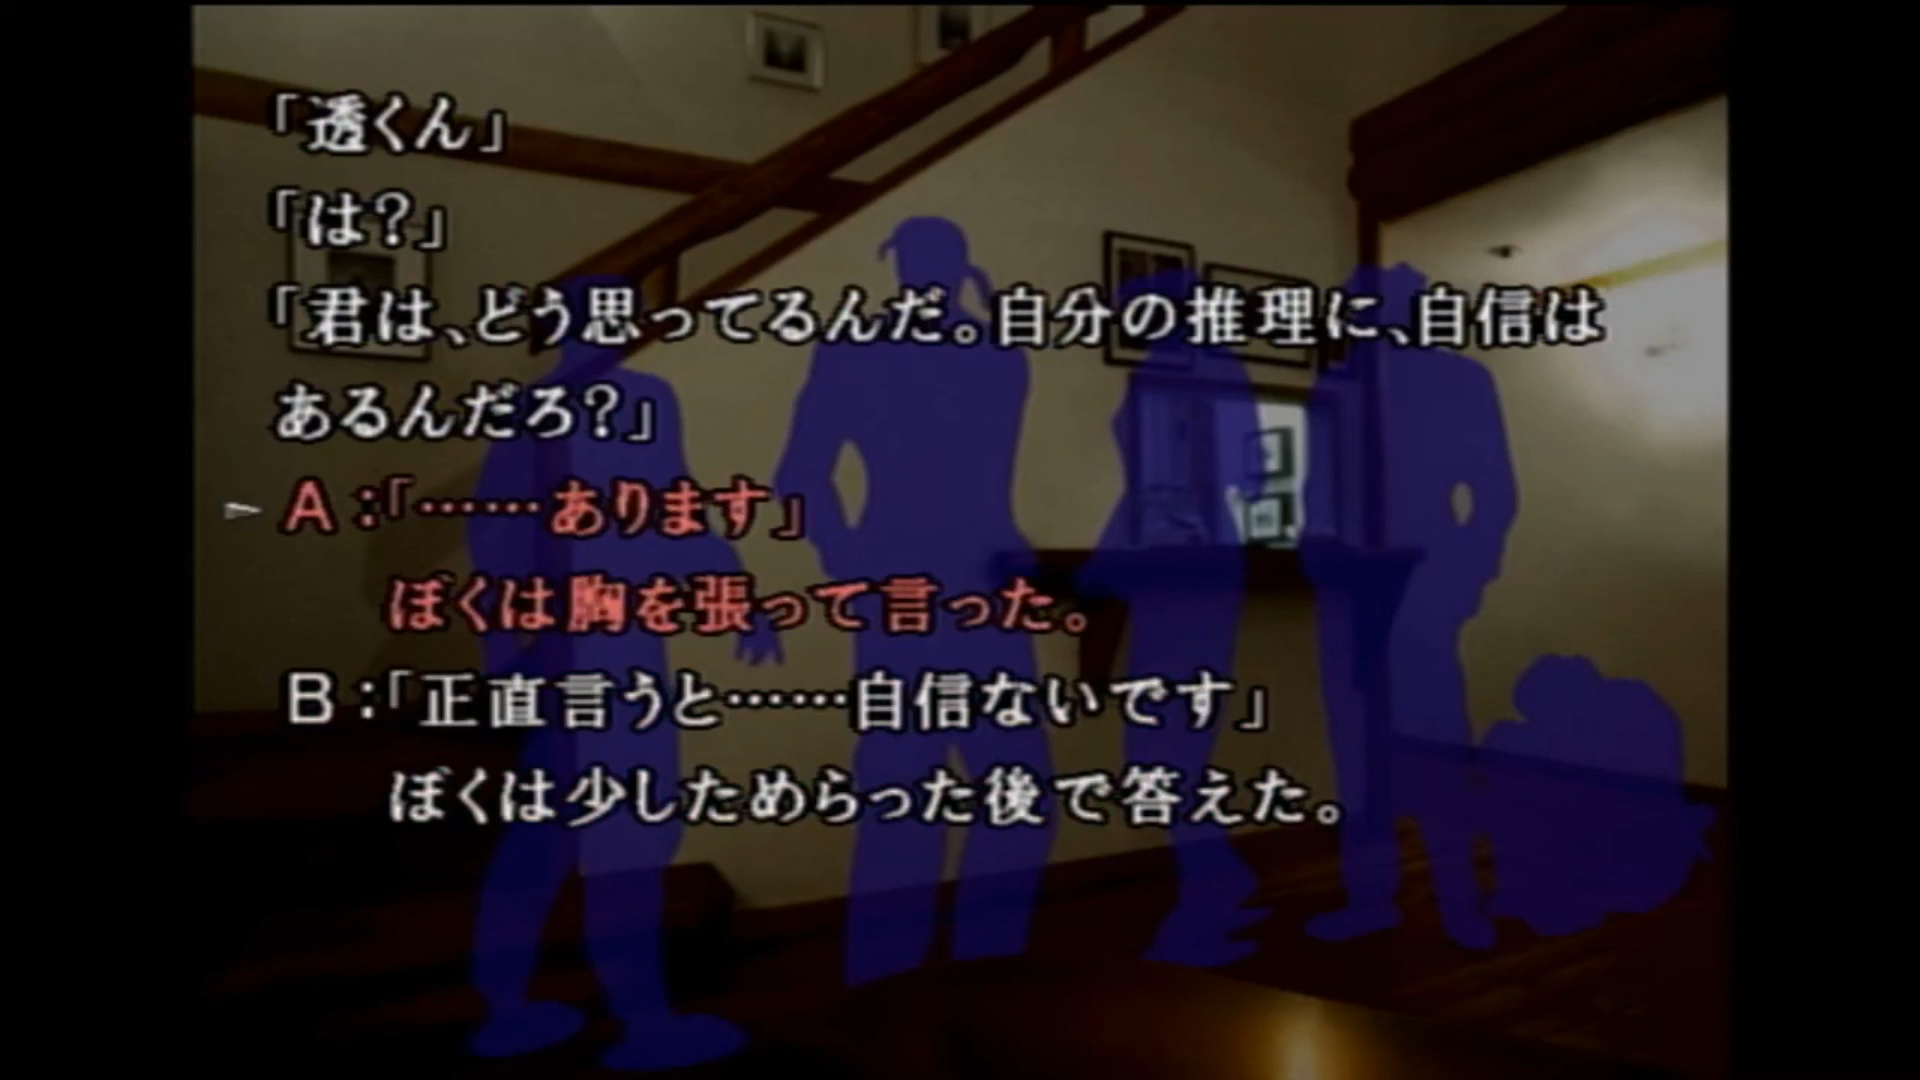 「透くん」
「は？」
「君は、どう思ってるんだ。自分の推理に、自信は
あるんだろ？」
A：「……あります」
ぼくは胸を張って言った。
B：「正直言うと……自信ないです」
ぼくは少しためらった後で答えた。